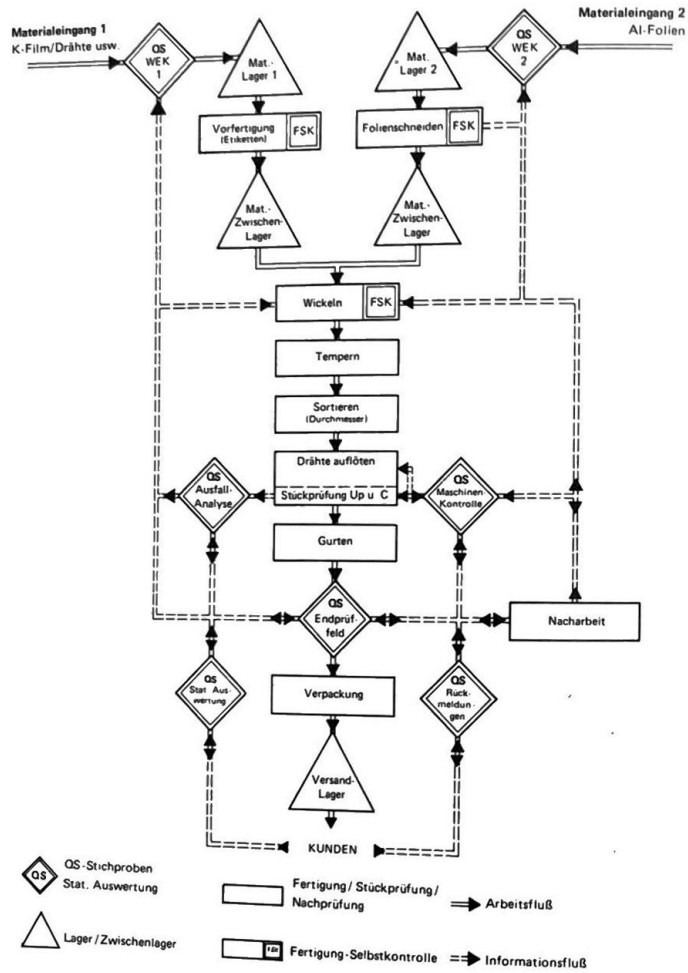 Materialeingang 1
K-Film/Drähte usw.
QS
WEK
1
Mat.-
Lager 1
Mat.
Lager 2
QS
WEK
2
Materialeingang 2
Al-Folien
Vorfertigung
(Etiketten)
FSK
Folienschneiden
FSK
Mat.-
Zwischen-
Lager
Mat.-
Zwischen-
Lager
Wickeln
FSK
Tempern
Sortieren
(Durchmesser)
Drähte auflöten
Stückprüfung Up u C
QS
Ausfall-
Analyse
QS
Maschinen-
Kontrolle
Gurten
QS
Endprüf-
feld
Nacharbeit
QS
Stat. Aus-
wertung
Verpackung
QS
Rück-
meldun-
gen
Versand-
Lager
KUNDEN
QS
QS-Stichproben
Stat. Auswertung
Fertigung/Stückprüfung/
Nachprüfung
Arbeitsfluß
Lager/Zwischenlager
FSK
Fertigung-Selbstkontrolle
Informationsfluß